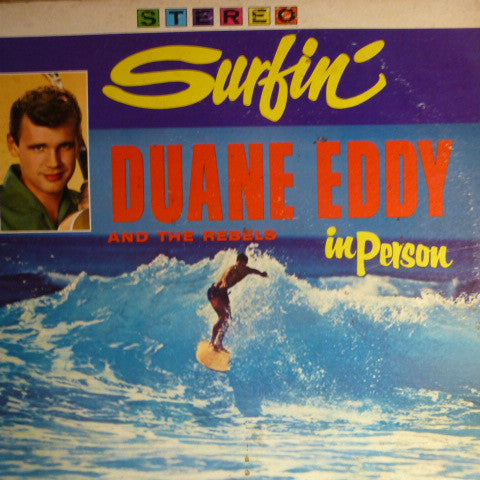 STEREO
Surfin'
DUANE EDDY
AND THE REBELS
in Person